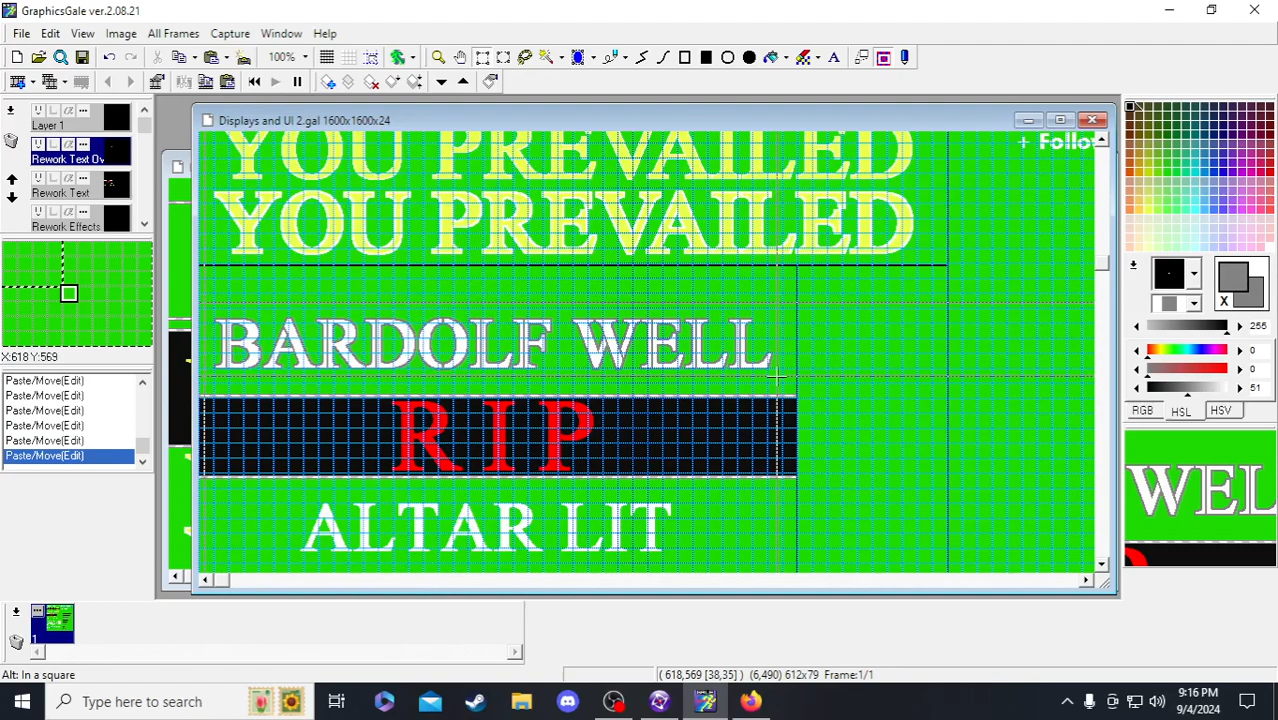 GraphicsGale ver.2.08.21
File Edit View Image All Frames Capture Window Help
100%
Layer 1
Rework Text Ov
Rework Text
Rework Effects
Displays and UI 2.gal 1600x1600x24
+ Follo
YOU PREVAILED
YOU PREVAILED
BARDOLF WELL
R I P
ALTAR LIT
X:618 Y:569
Paste/Move(Edit)
Paste/Move(Edit)
Paste/Move(Edit)
Paste/Move(Edit)
Paste/Move(Edit)
Paste/Move(Edit)
X
255
0
0
51
RGB HSL HSV
WEL
1
Alt: In a square
( 618,569 [38,35] ) (6,490) 612x79 Frame:1/1
Type here to search
9:16 PM
9/4/2024